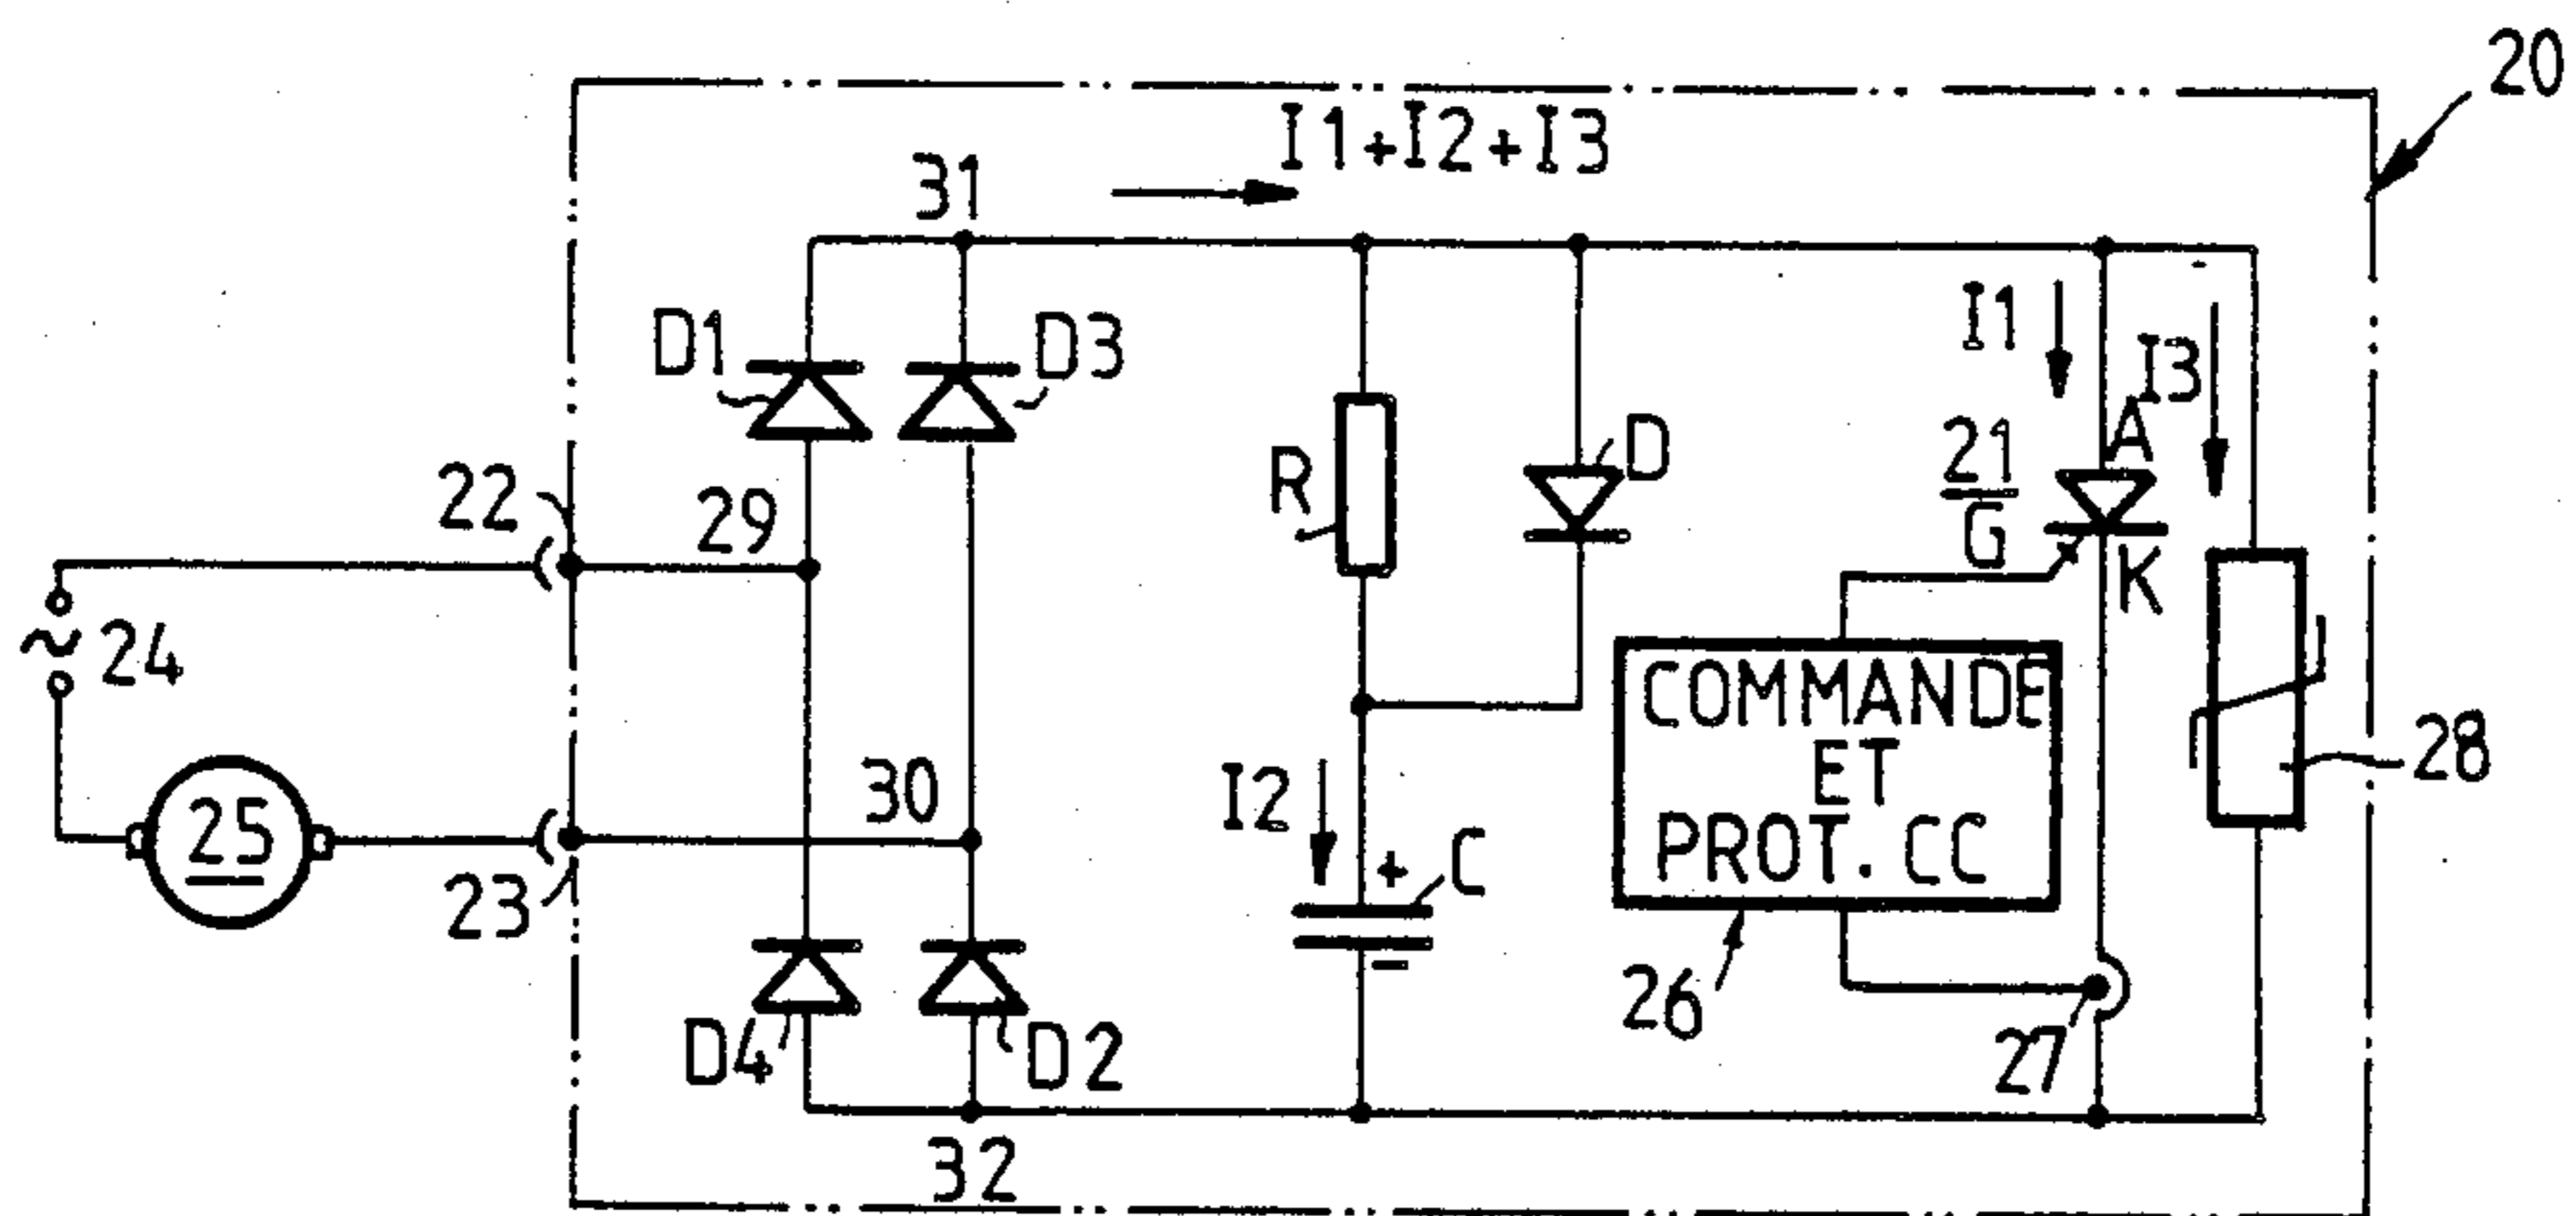 20
I1+I2+I3
31
D1
D3
I1
I3
A
21
G
K
R
D
22
29
24
25
23
30
I2
+
C
-
COMMANDE
ET
PROT. CC
28
26
27
D4
D2
32